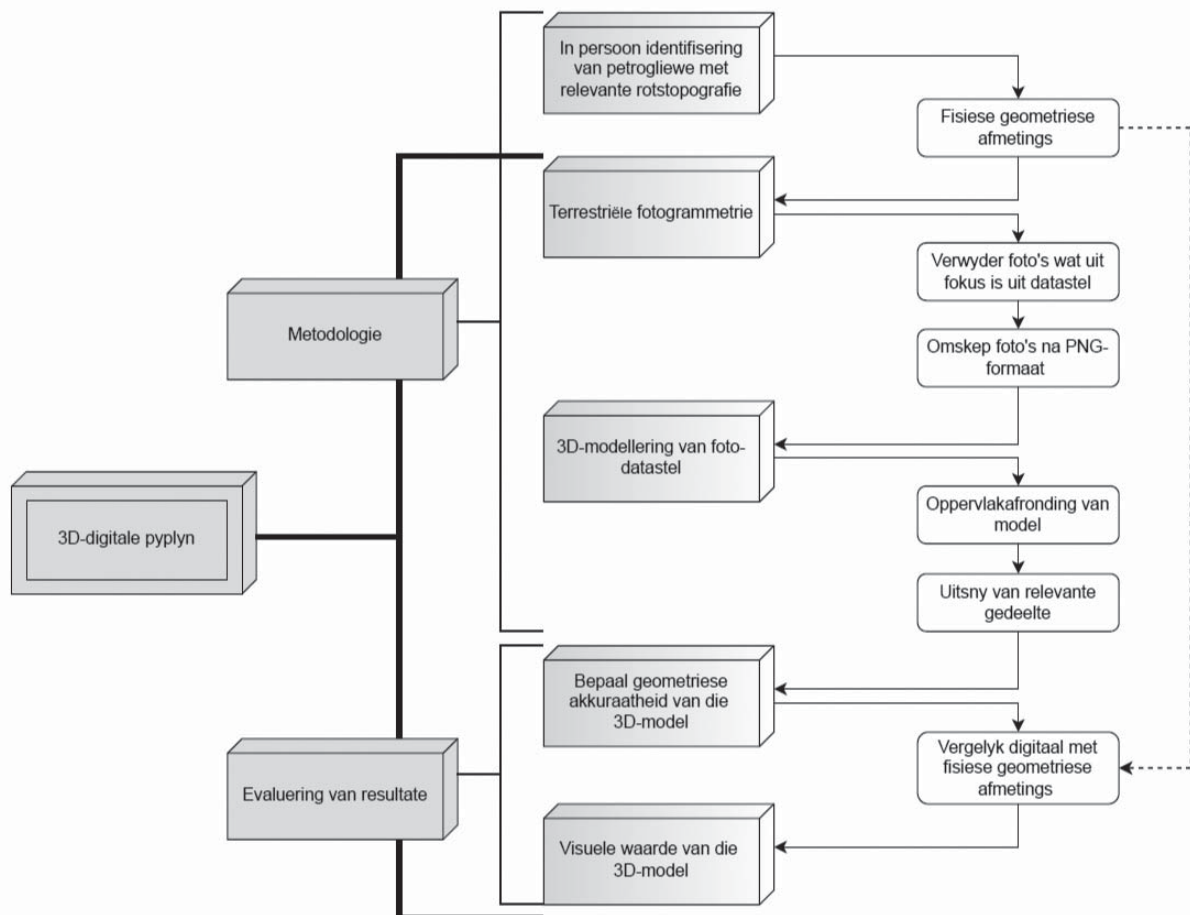 In persoon identifisering
van petrogliewe met
relevante rotstopografie
Fisiese geometriese
afmetings
Terrestriële fotogrammetrie
Verwyder foto's wat uit
fokus is uit datastel
Metodologie
Omskep foto's na PNG-
formaat
3D-modellering van foto-
datastel
Oppervlakafronding van
model
3D-digitale pyplyn
Uitsny van relevante
gedeelte
Bepaal geometriese
akkuraatheid van die
3D-model
Vergelyk digitaal met
fisiese geometriese
afmetings
Evaluering van resultate
Visuele waarde van die
3D-model